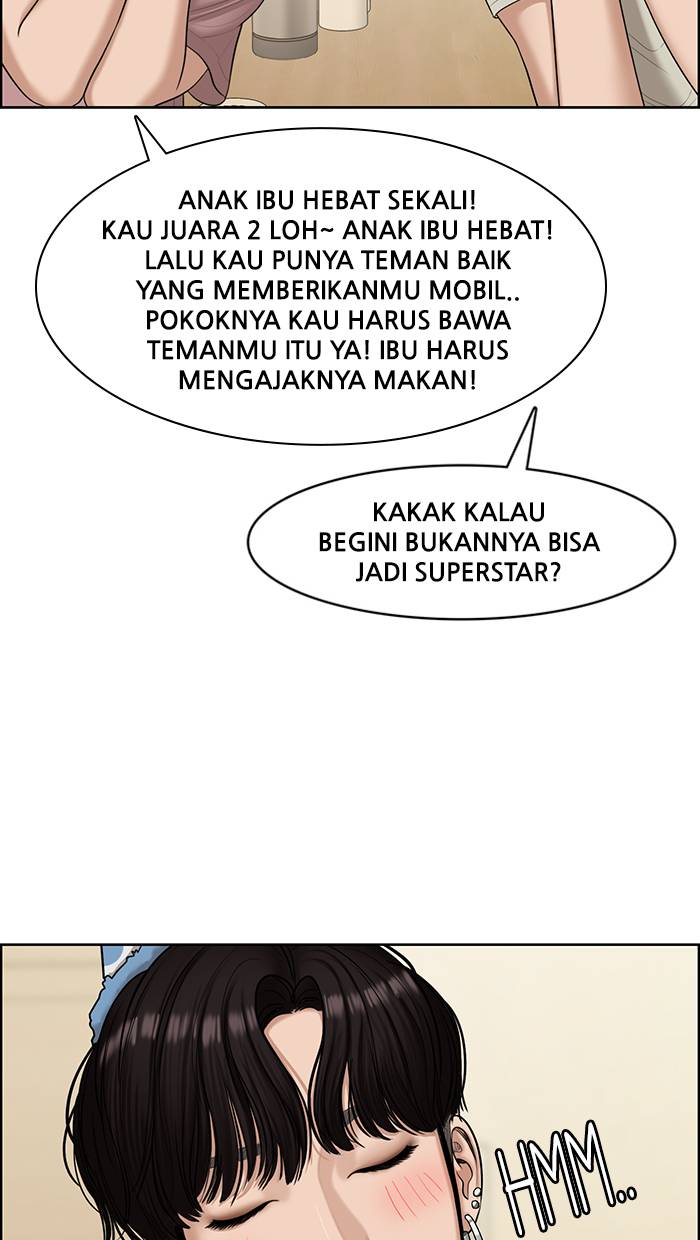 ANAK IBU HEBAT SEKALI!
KAU JUARA 2 LOH~ ANAK IBU HEBAT!
LALU KAU PUNYA TEMAN BAIK
YANG MEMBERIKANMU MOBIL..
POKOKNYA KAU HARUS BAWA
TEMANMU ITU YA! IBU HARUS
MENGAJAKNYA MAKAN!
KAKAK KALAU
BEGINI BUKANNYA BISA
JADI SUPERSTAR?
HMM..